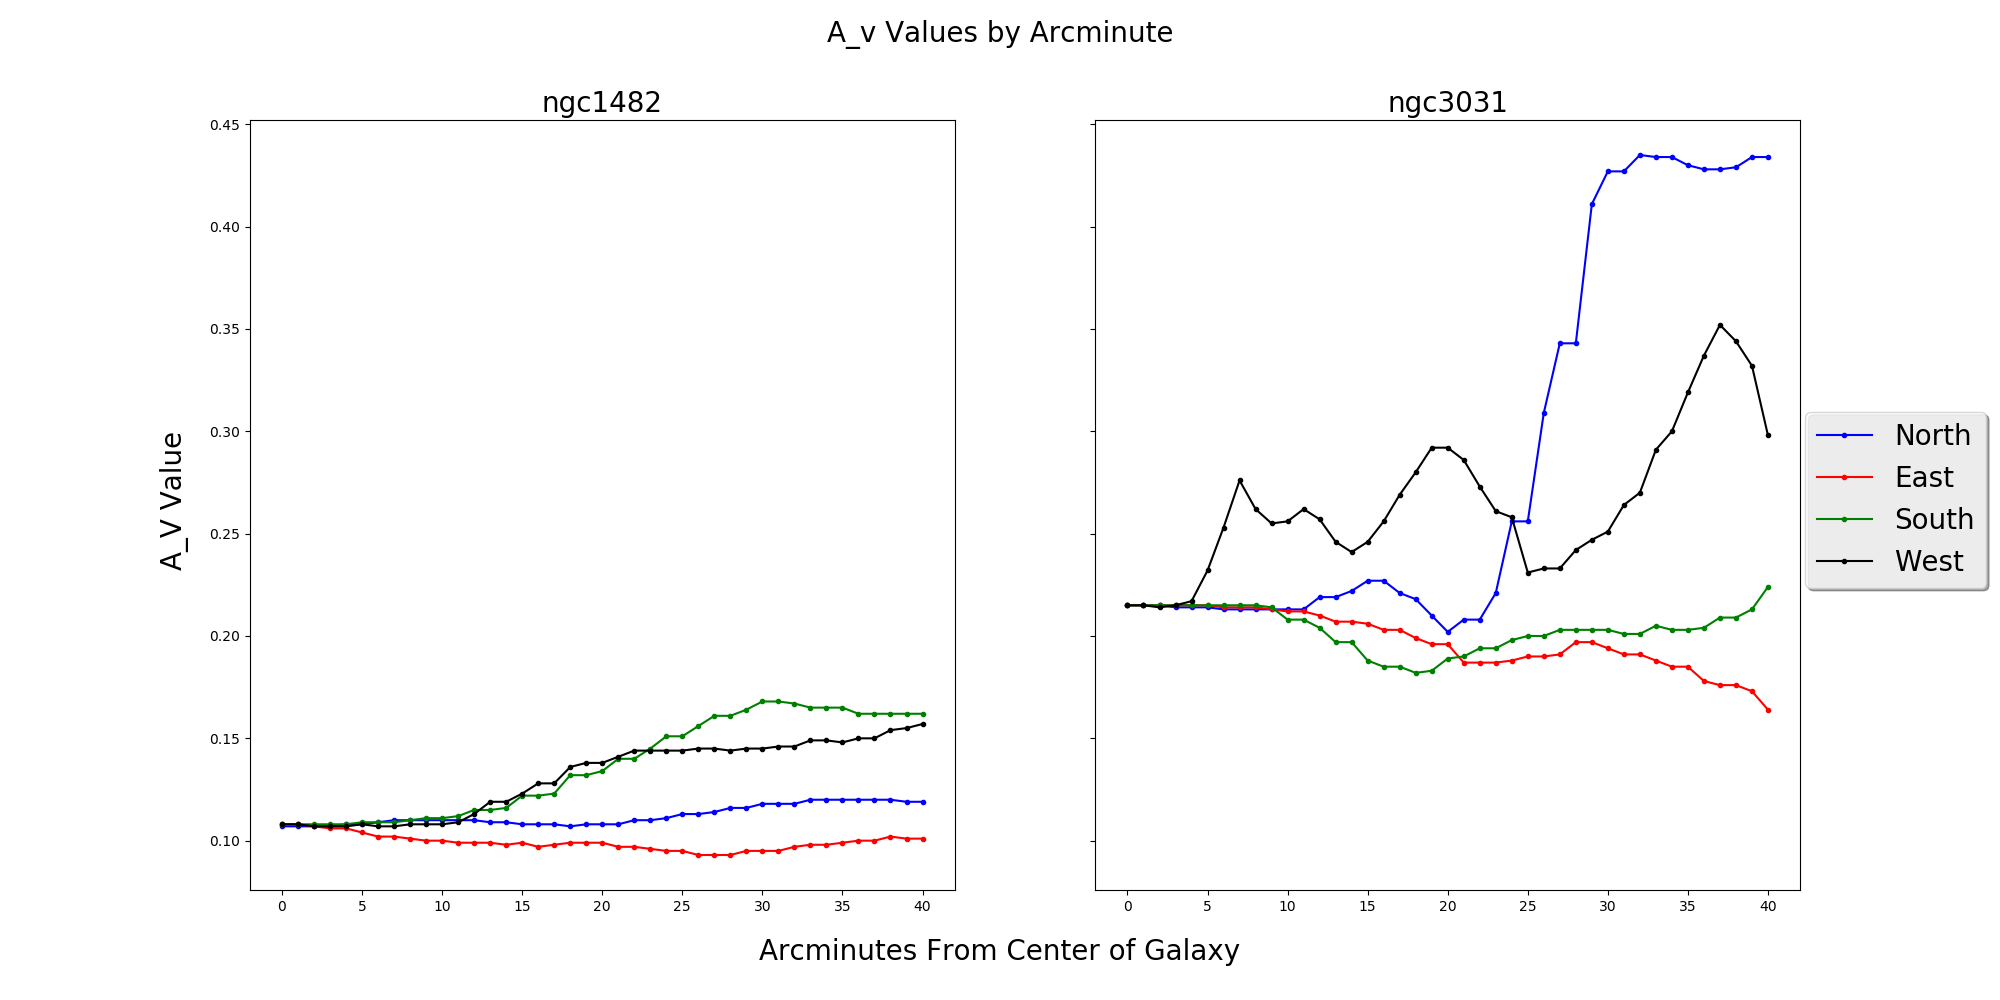 A_v Values by Arcminute
ngc1482
ngc3031
0.45
0.40
0.35
0.30
0.25
0.20
0.15
0.10
A_V Value
0 5 10 15 20 25 30 35 40
0 5 10 15 20 25 30 35 40
Arcminutes From Center of Galaxy
North
East
South
West